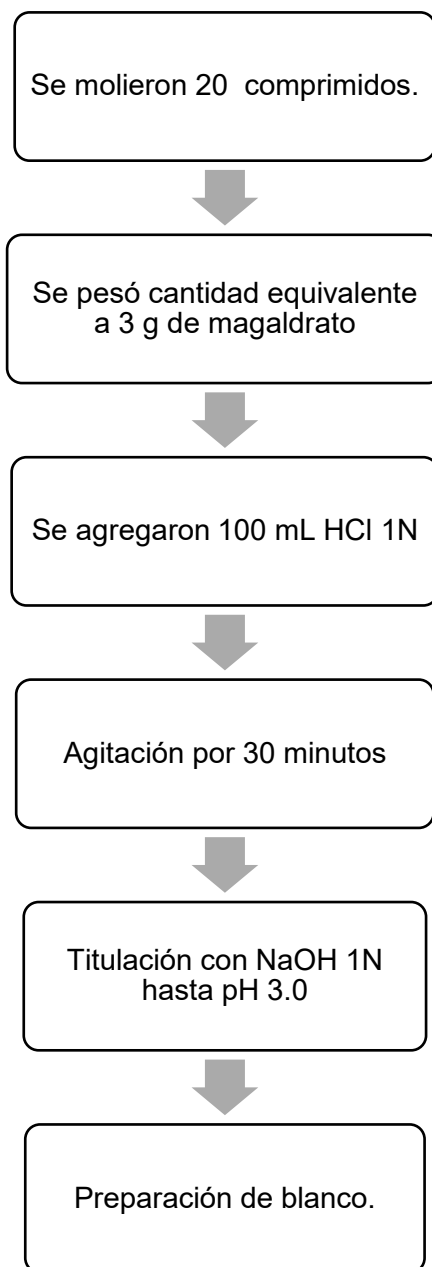 Se molieron 20  comprimidos.
Se pesó cantidad equivalente
a 3 g de magaldrato
Se agregaron 100 mL HCl 1N
Agitación por 30 minutos
Titulación con NaOH 1N
hasta pH 3.0
Preparación de blanco.